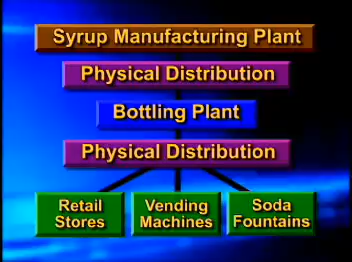 Syrup Manufacturing Plant
Physical Distribution
Bottling Plant
Physical Distribution
Retail
Stores
Vending
Machines
Soda
Fountains